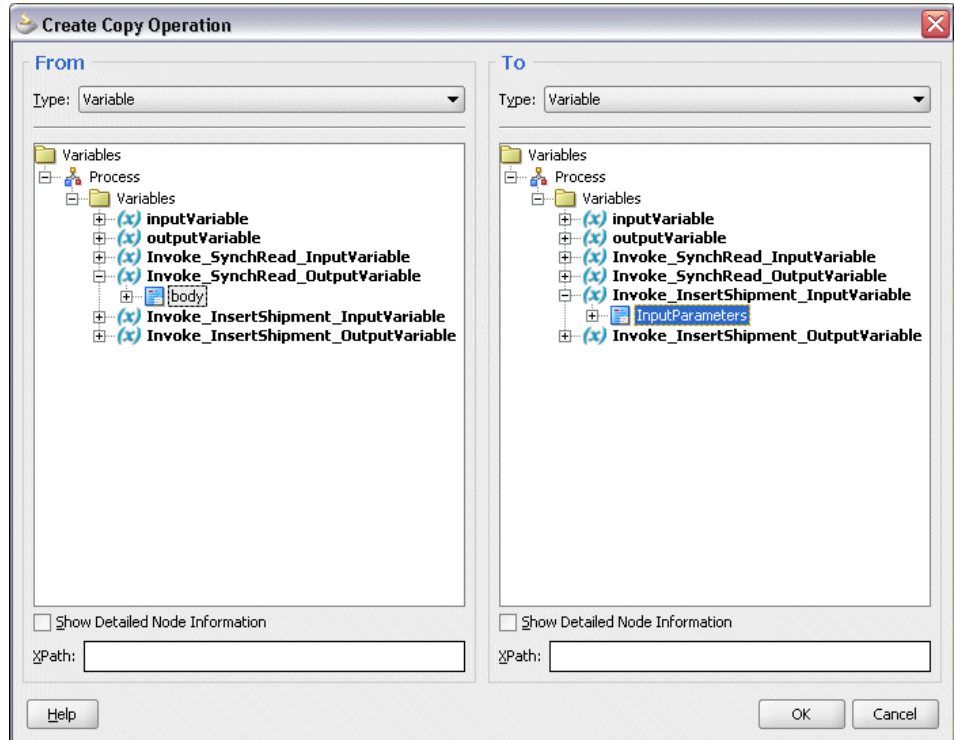 Create Copy Operation
From
Type: Variable
Variables
Process
Variables
(x) inputVariable
(x) outputVariable
(x) Invoke_SynchRead_InputVariable
(x) Invoke_SynchRead_OutputVariable
body
(x) Invoke_InsertShipment_InputVariable
(x) Invoke_InsertShipment_OutputVariable
Show Detailed Node Information
XPath:
To
Type: Variable
Variables
Process
Variables
(x) inputVariable
(x) outputVariable
(x) Invoke_SynchRead_InputVariable
(x) Invoke_SynchRead_OutputVariable
(x) Invoke_InsertShipment_InputVariable
InputParameters
(x) Invoke_InsertShipment_OutputVariable
Show Detailed Node Information
XPath:
Help
OK
Cancel